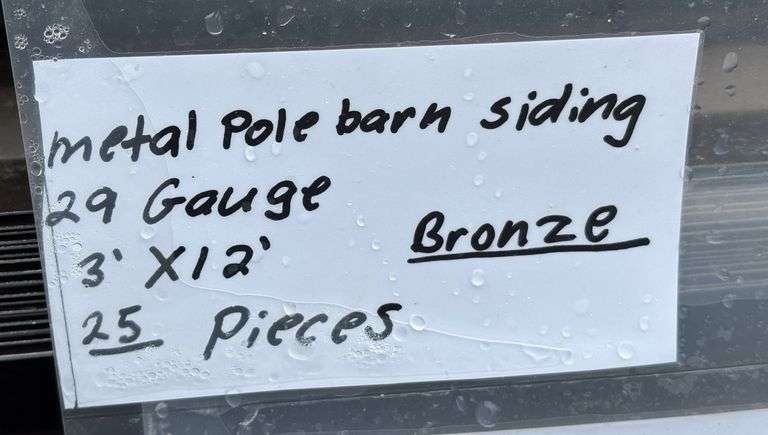 metal Pole barn siding
29 Gauge
3' X12'
Bronze
25 Pieces